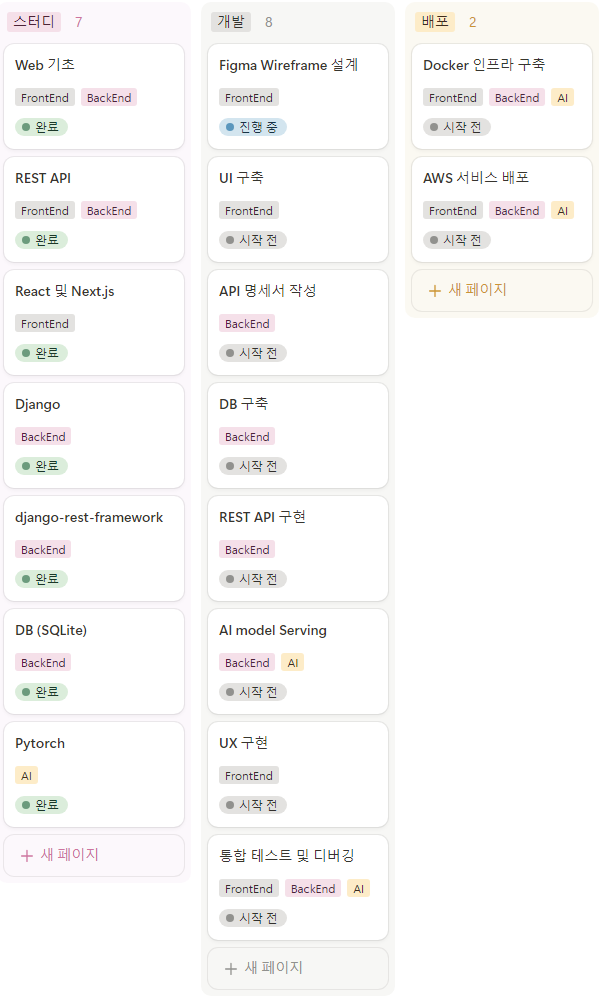 스터디 7
Web 기초
FrontEnd BackEnd
완료
REST API
FrontEnd BackEnd
완료
React 및 Next.js
FrontEnd
완료
Django
BackEnd
완료
django-rest-framework
BackEnd
완료
DB (SQLite)
BackEnd
완료
Pytorch
AI
완료
+ 새 페이지
개발 8
Figma Wireframe 설계
FrontEnd
진행 중
UI 구축
FrontEnd
시작 전
API 명세서 작성
BackEnd
시작 전
DB 구축
BackEnd
시작 전
REST API 구현
BackEnd
시작 전
AI model Serving
BackEnd AI
시작 전
UX 구현
FrontEnd
시작 전
통합 테스트 및 디버깅
FrontEnd BackEnd AI
시작 전
+ 새 페이지
배포 2
Docker 인프라 구축
FrontEnd BackEnd AI
시작 전
AWS 서비스 배포
FrontEnd BackEnd AI
시작 전
+ 새 페이지